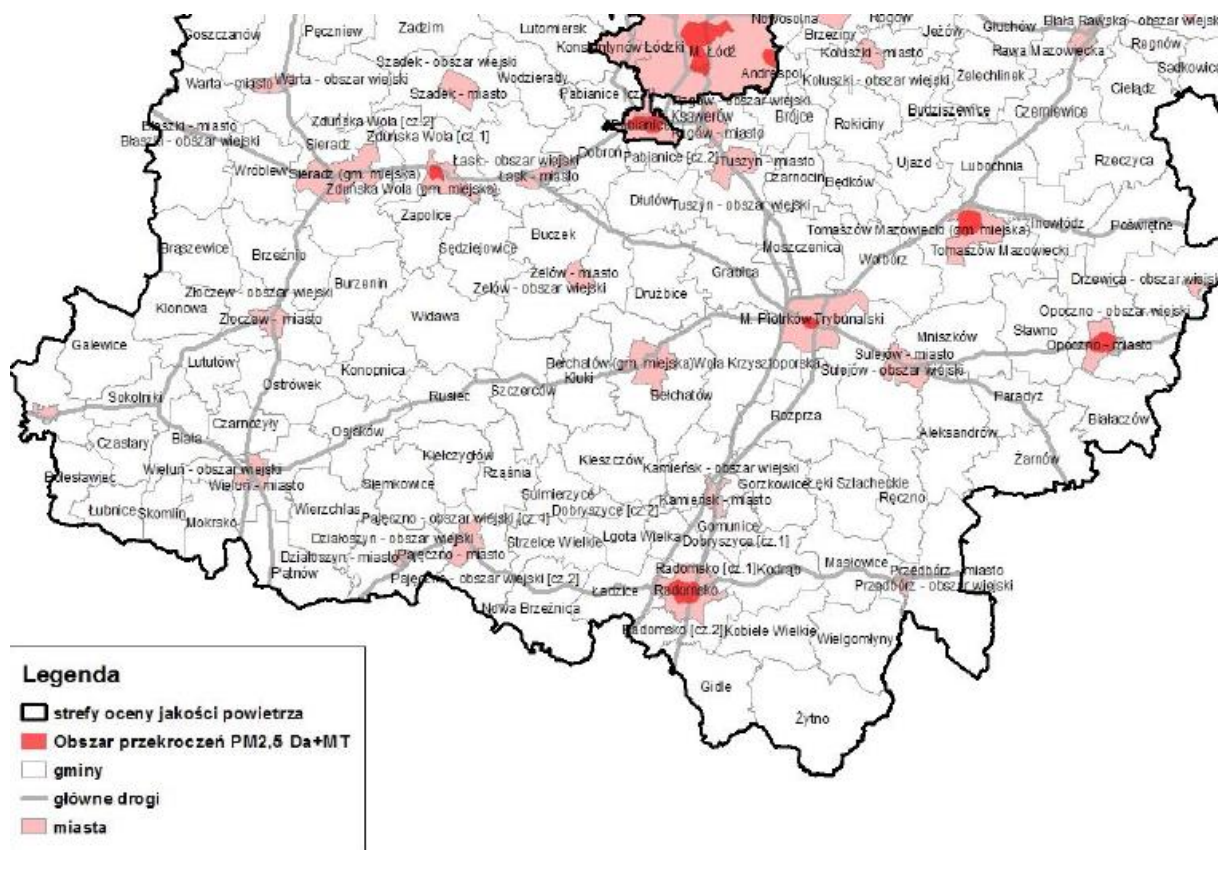 Goszczanów
Pęczniew
Zadzim
Lutomiersk
Konstantynów Łódzki
M. Łódź
Nowosolna
Brzeziny
Rogów
Jeżów
Głuchów
Biała Rawska - obszar wiejski
Rawa Mazowiecka
Regnów
Sadkowice
Koluszki - miasto
Koluszki - obszar wiejski
Żelechlinek
Cielądz
Andrespol
Szadek - obszar wiejski
Wodzierady
Warta - miasto
Warta - obszar wiejski
Szadek - miasto
Pabianice
Ksawerów
Brójce
Rokiciny
Budziszewice
Czerniewice
Błaszki - miasto
Błaszki - obszar wiejski
Zduńska Wola [cz.2]
Zduńska Wola [cz.1]
Sieradz
Wróblew
Sieradz (gm. miejska)
Zduńska Wola (gm. miejska)
Łask - obszar wiejski
Łask - miasto
Dobroń
Pabianice [cz.2]
Tuszyn - miasto
Czarnocin
Będków
Ujazd
Lubochnia
Rzeczyca
Zapolice
Dłutów
Tuszyn - obszar wiejski
Tomaszów Mazowiecki (gm. miejska)
Inowłódz
Poświętne
Brąszewice
Brzeźnio
Sędziejowice
Buczek
Moszczenica
Wolbórz
Tomaszów Mazowiecki
Grabica
Drzewica - obszar wiejski
Złoczew - obszar wiejski
Burzenin
Zelów - miasto
Zelów - obszar wiejski
Drużbice
Klonowa
Złoczew - miasto
Widawa
M. Piotrków Trybunalski
Mniszków
Sławno
Opoczno - obszar wiejski
Opoczno - miasto
Galewice
Lututów
Konopnica
Bełchatów (gm. miejska)
Wola Krzysztoporska
Sulejów - miasto
Sulejów - obszar wiejski
Kluki
Bełchatów
Sokolniki
Ostrówek
Rusiec
Szczerców
Rozprza
Paradyż
Białaczów
Czarnożyły
Osjaków
Aleksandrów
Żarnów
Czastary
Biała
Wieluń - obszar wiejski
Wieluń - miasto
Kiełczygłów
Rząśnia
Kleszczów
Kamieńsk - obszar wiejski
Bolesławiec
Siemkowice
Sulmierzyce
Kamieńsk - miasto
Gorzkowice
Łęki Szlacheckie
Ręczno
Łubnice
Skomlin
Mokrsko
Wierzchlas
Dobryszyce [cz.2]
Pajęczno - obszar wiejski [cz.1]
Gomunice
Działoszyn - obszar wiejski
Strzelce Wielkie
Lgota Wielka
Dobryszyce [cz.1]
Działoszyn - miasto
Pajęczno - miasto
Pątnów
Pajęczno - obszar wiejski [cz.2]
Radomsko [cz.1]
Kodrąb
Masłowice
Przedbórz - miasto
Przedbórz - obszar wiejski
Ładzice
Radomsko
Nowa Brzeźnica
Radomsko [cz.2]
Kobiele Wielkie
Wielgomłyny
Gidle
Żytno
Legenda
strefy oceny jakości powietrza
Obszar przekroczeń PM2,5 Da+MT
gminy
główne drogi
miasta